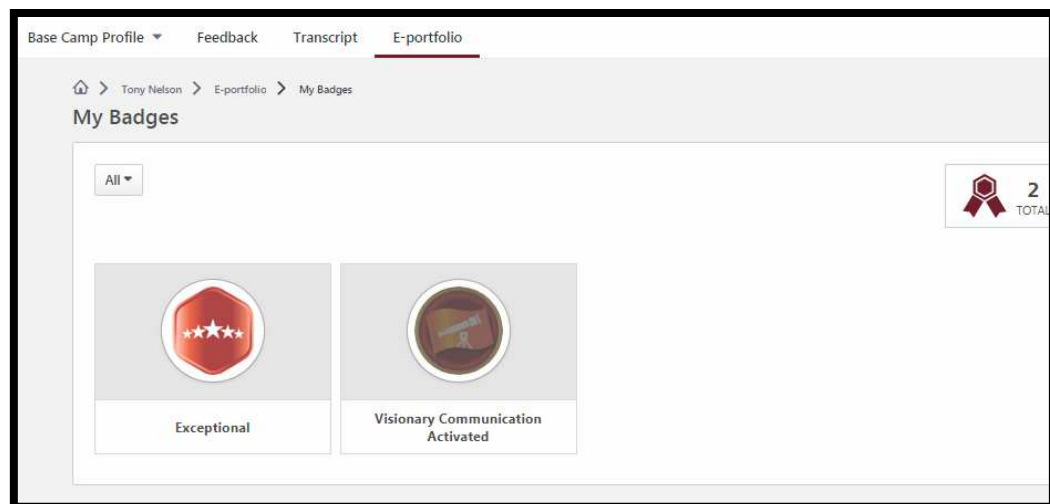 Base Camp Profile Feedback Transcript E-portfolio
Tony Nelson E-portfolio My Badges
My Badges
All
2
TOTAL
Exceptional
Visionary Communication
Activated